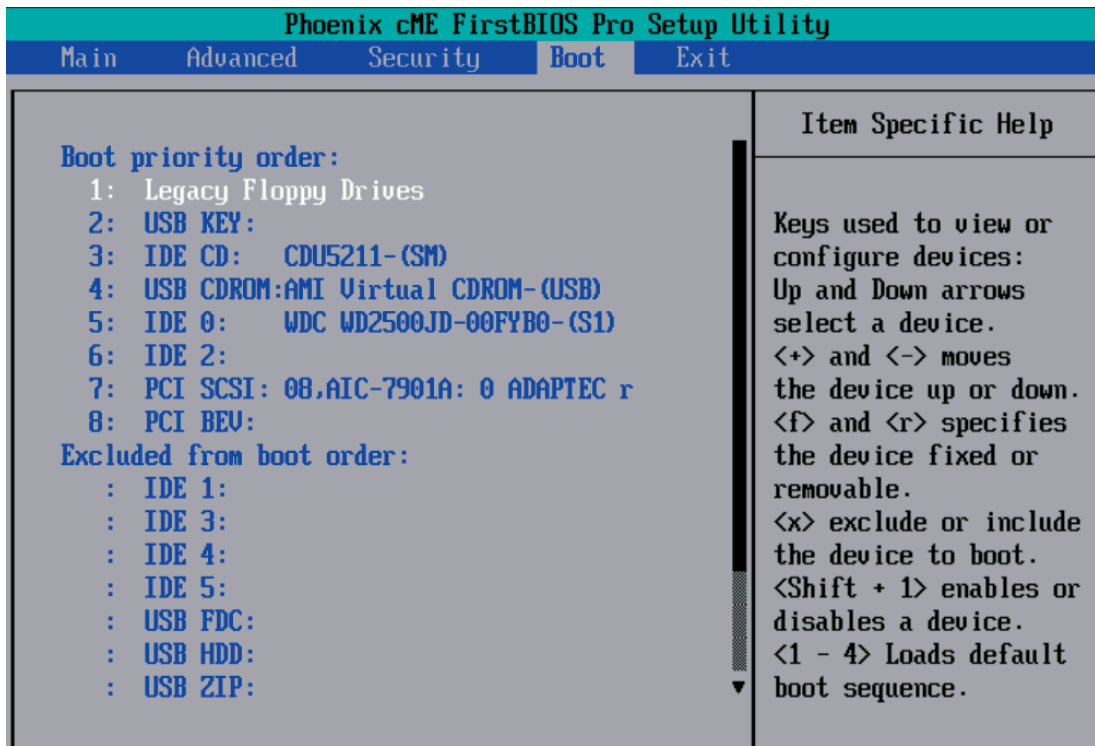 Phoenix cME FirstBIOS Pro Setup Utility
Main Advanced Security Boot Exit
Boot priority order:
1: Legacy Floppy Drives
2: USB KEY:
3: IDE CD: CDU5211-(SM)
4: USB CDROM:AMI Virtual CDROM-(USB)
5: IDE 0: WDC WD2500JD-00FYB0-(S1)
6: IDE 2:
7: PCI SCSI: 08,AIC-7901A: 0 ADAPTEC r
8: PCI BEV:
Excluded from boot order:
: IDE 1:
: IDE 3:
: IDE 4:
: IDE 5:
: USB FDC:
: USB HDD:
: USB ZIP:
Item Specific Help
Keys used to view or
configure devices:
Up and Down arrows
select a device.
<+> and <-> moves
the device up or down.
<f> and <r> specifies
the device fixed or
removable.
<x> exclude or include
the device to boot.
<Shift + 1> enables or
disables a device.
<1 - 4> Loads default
boot sequence.